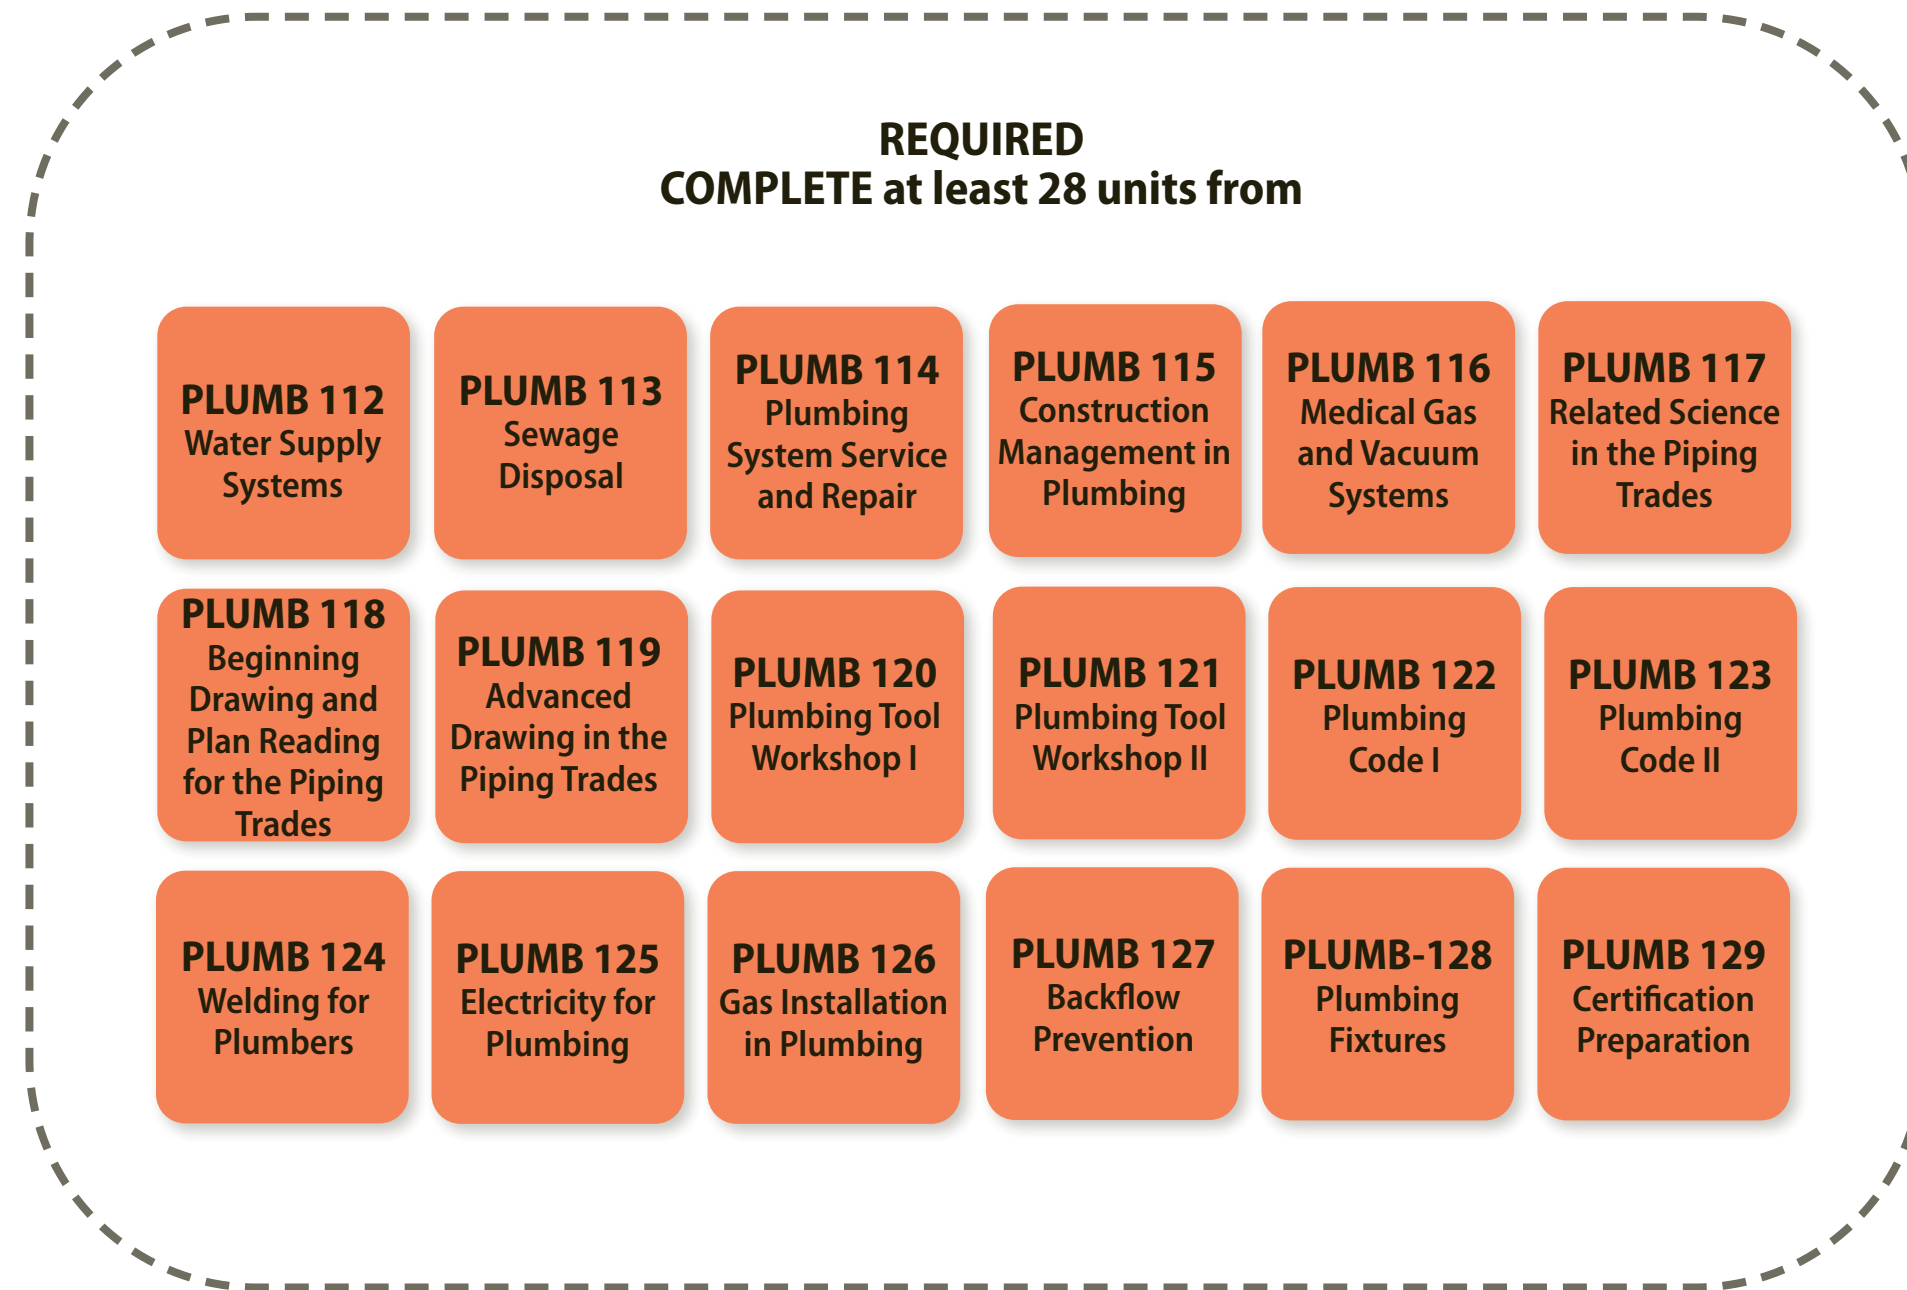 REQUIRED
COMPLETE at least 28 units from
PLUMB 112
Water Supply
Systems
PLUMB 113
Sewage
Disposal
PLUMB 114
Plumbing
System Service
and Repair
PLUMB 115
Construction
Management in
Plumbing
PLUMB 116
Medical Gas
and Vacuum
Systems
PLUMB 117
Related Science
in the Piping
Trades
PLUMB 118
Beginning
Drawing and
Plan Reading
for the Piping
Trades
PLUMB 119
Advanced
Drawing in the
Piping Trades
PLUMB 120
Plumbing Tool
Workshop I
PLUMB 121
Plumbing Tool
Workshop II
PLUMB 122
Plumbing
Code I
PLUMB 123
Plumbing
Code II
PLUMB 124
Welding for
Plumbers
PLUMB 125
Electricity for
Plumbing
PLUMB 126
Gas Installation
in Plumbing
PLUMB 127
Backflow
Prevention
PLUMB-128
Plumbing
Fixtures
PLUMB 129
Certification
Preparation